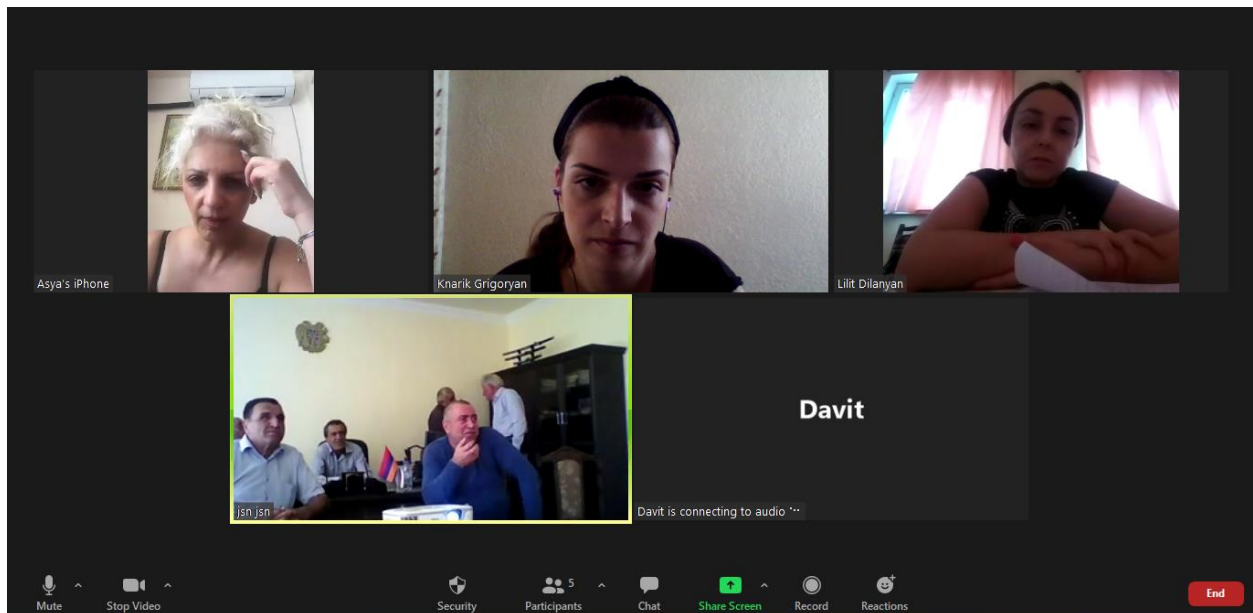 Asya's iPhone
Knarik Grigoryan
Lilit Dilanyan
jsn jsn
Davit
Davit is connecting to audio ·..
Mute
Stop Video
Security
Participants
5
Chat
Share Screen
Record
Reactions
End